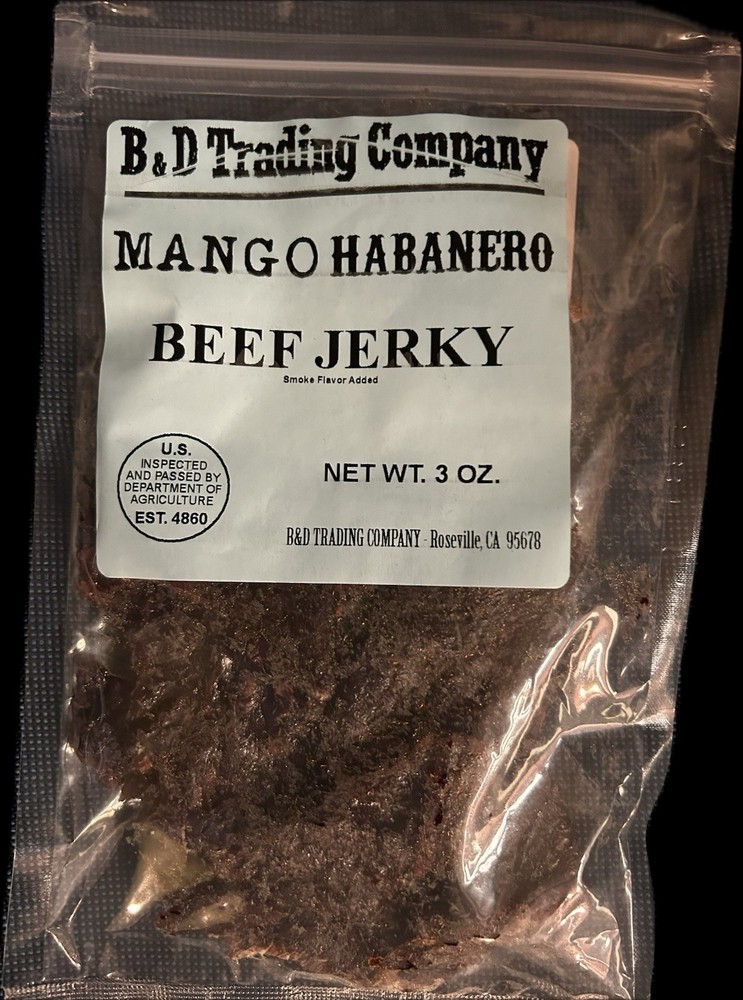 B&D Trading Company
MANGO HABANERO
BEEF JERKY
Smoke Flavor Added
U.S.
INSPECTED
AND PASSED BY
DEPARTMENT OF
AGRICULTURE
EST. 4860
NET WT. 3 OZ.
B&D TRADING COMPANY - Roseville, CA 95678